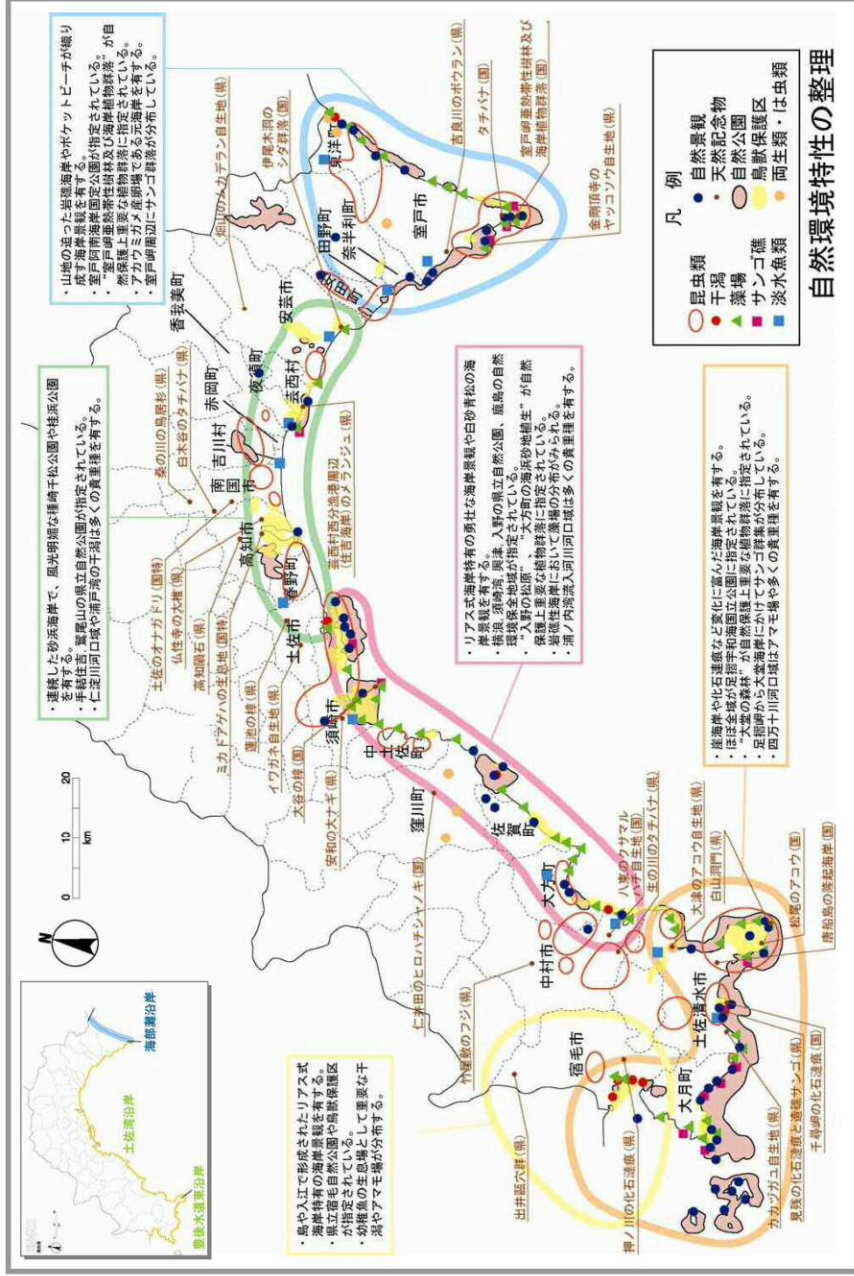 自然環境特性の整理
凡 例
昆虫類
干潟
藻場
サンゴ礁
淡水魚類
自然景観
天然記念物
自然公園
鳥獣保護区
両生類・は虫類
N
0
10
20
km
豊後水道東沿岸
土佐湾沿岸
海部灘沿岸
・島や入江で形成されたリアス式
海岸特有の海岸景観を有する。
・県立宿毛自然公園や鳥獣保護区
が指定されている。
・幼稚魚の生息場として重要な干
潟やアマモ場が分布する。
・連続した砂浜海岸で、風光明媚な種崎千松公園や桂浜公園
を有する。
・手結住吉、鷲尾山の県立自然公園が指定されている。
・仁淀川河口域や浦戸湾の干潟は多くの貴重種を有する。
・山地の迫った岩礁海岸やポケットビーチが織り
成す海岸景観を有する。
・室戸阿南海岸国定公園が指定されている。
・“室戸岬亜熱帯性樹林及び海岸植物群落”が自
然保護上重要な植物群落に指定されている。
・アカウミガメ産卵場である元海岸を有する。
・室戸岬周辺にサンゴ群落が分布している。
・リアス式海岸特有の勇壮な海岸景観や白砂青松の海
岸景観を有する。
・横浪、須崎湾、興津、入野の県立自然公園、鹿島の自然
環境保全地域が指定されている。
・“入野の松原”、“大方町の海浜砂地植生”が自然
保護上重要な植物群落に指定されている。
・岩礁性海岸において藻場の分布がみられる。
・浦ノ内湾流入河川河口域は多くの貴重種を有する。
・崖海岸や化石漣痕など変化に富んだ海岸景観を有する。
・ほぼ全域が足摺宇和海国立公園に指定されている。
・“大堂の森林”が自然保護上重要な植物群落に指定されている。
・足摺岬から大堂海岸にかけてサンゴ群集が分布している。
・四万十川河口域はアマモ場や多くの貴重種を有する。
出井甌穴群(県)
押ノ川の化石漣痕(県)
竹屋敷のフジ(県)
仁井田のヒロハチシャノキ(国)
安和の大ナギ(県)
大谷の樟(国)
イワガネ自生地(県)
蓮池の樟(県)
ミカドアゲハの生息地(国特)
高知隕石(県)
仏性寺の大権(県)
土佐のオナガドリ(国特)
白木谷のタチバナ(県)
桑の川の鳥居杉(県)
畑山のメカデラン自生地(県)
伊尾木洞の
シダ群落(国)
吉良川のボウラン(県)
タチバナ(国)
室戸岬亜熱帯性樹林及び
海岸植物群落(国)
金剛頂寺の
ヤッコソウ自生地(県)
芸西村西分漁港周辺
(住吉海岸)のメランジュ(県)
八束のクサマル
ハチ自生地(国)
生の川のタチバナ(県)
大津のアコウ自生地(県)
白山洞門(県)
松尾のアコウ(国)
唐船島の隆起海岸(国)
カカツガユ自生地(県)
見残の化石漣痕と造礁サンゴ(県)
千尋岬の化石漣痕(国)
宿毛市
大月町
土佐清水市
中村市
大方町
佐賀町
窪川町
中土佐町
須崎市
土佐市
春野町
高知市
南国市
吉川村
赤岡町
香我美町
夜須町
芸西村
安芸市
安田町
田野町
奈半利町
室戸市
東洋町